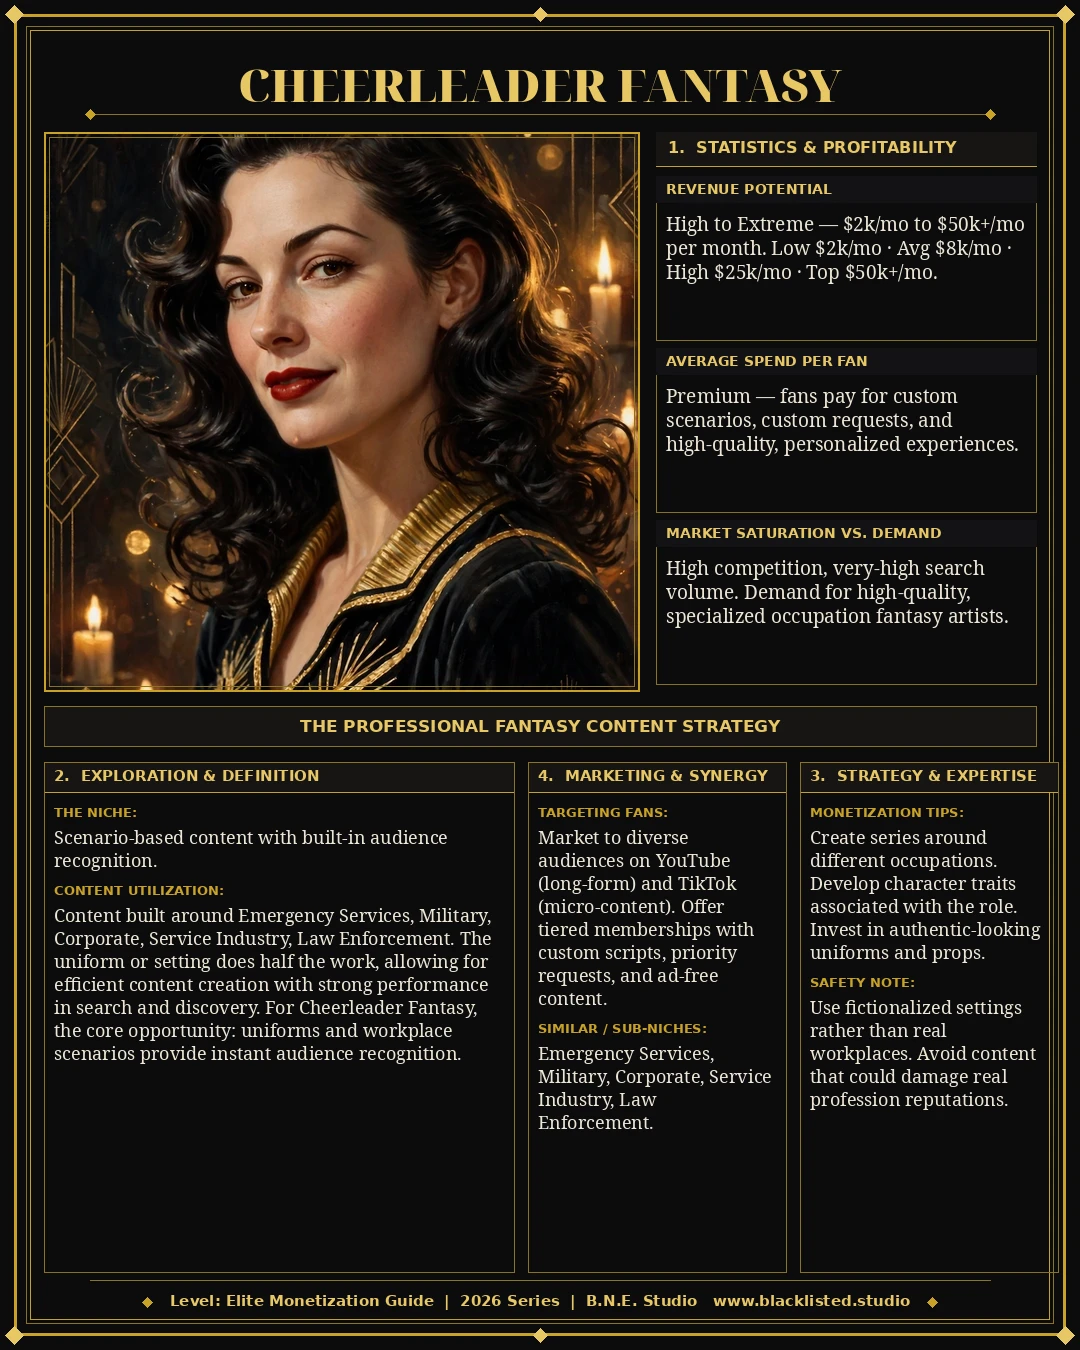 CHEERLEADER FANTASY
1. STATISTICS & PROFITABILITY
REVENUE POTENTIAL
High to Extreme — $2k/mo to $50k+/mo
per month. Low $2k/mo · Avg $8k/mo ·
High $25k/mo · Top $50k+/mo.
AVERAGE SPEND PER FAN
Premium — fans pay for custom
scenarios, custom requests, and
high-quality, personalized experiences.
MARKET SATURATION VS. DEMAND
High competition, very-high search
volume. Demand for high-quality,
specialized occupation fantasy artists.
THE PROFESSIONAL FANTASY CONTENT STRATEGY
2. EXPLORATION & DEFINITION
THE NICHE:
Scenario-based content with built-in audience
recognition.
CONTENT UTILIZATION:
Content built around Emergency Services, Military,
Corporate, Service Industry, Law Enforcement. The
uniform or setting does half the work, allowing for
efficient content creation with strong performance
in search and discovery. For Cheerleader Fantasy,
the core opportunity: uniforms and workplace
scenarios provide instant audience recognition.
4. MARKETING & SYNERGY
TARGETING FANS:
Market to diverse
audiences on YouTube
(long-form) and TikTok
(micro-content). Offer
tiered memberships with
custom scripts, priority
requests, and ad-free
content.
SIMILAR / SUB-NICHES:
Emergency Services,
Military, Corporate, Service
Industry, Law
Enforcement.
3. STRATEGY & EXPERTISE
MONETIZATION TIPS:
Create series around
different occupations.
Develop character traits
associated with the role.
Invest in authentic-looking
uniforms and props.
SAFETY NOTE:
Use fictionalized settings
rather than real
workplaces. Avoid content
that could damage real
profession reputations.
Level: Elite Monetization Guide | 2026 Series | B.N.E. Studio www.blacklisted.studio